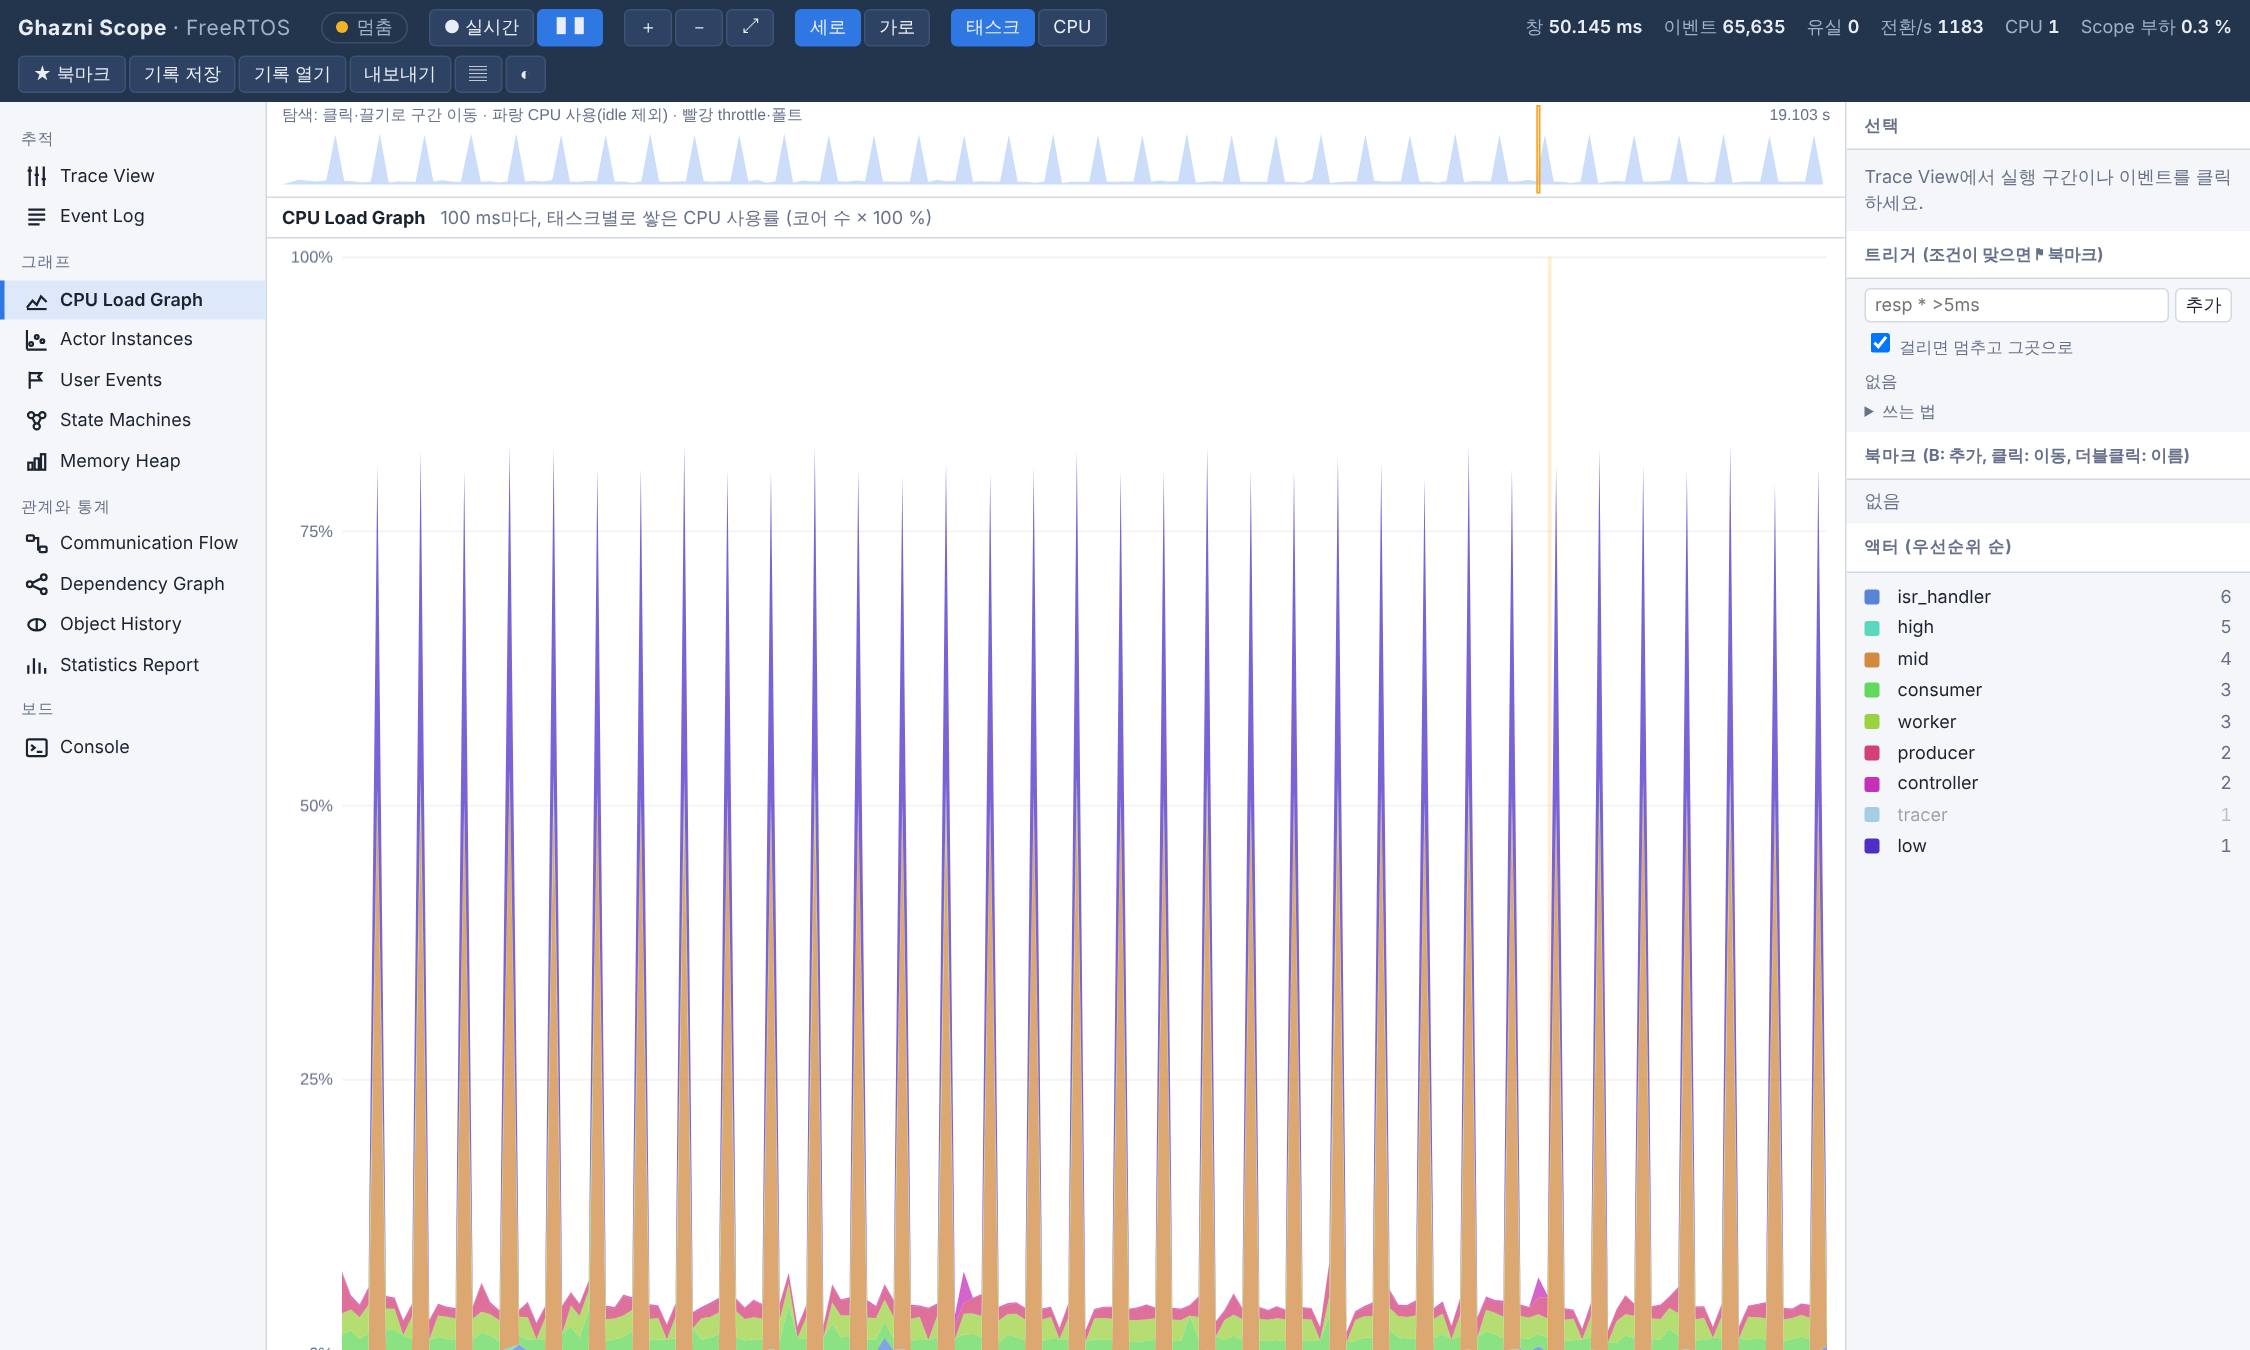 Ghazni Scope · FreeRTOS
멈춤
실시간
+
−
세로
가로
태스크
CPU
창 50.145 ms
이벤트 65,635
유실 0
전환/s 1183
CPU 1
Scope 부하 0.3 %
★ 북마크
기록 저장
기록 열기
내보내기
추적
Trace View
Event Log
그래프
CPU Load Graph
Actor Instances
User Events
State Machines
Memory Heap
관계와 통계
Communication Flow
Dependency Graph
Object History
Statistics Report
보드
Console
탐색: 클릭·끌기로 구간 이동 · 파랑 CPU 사용(idle 제외) · 빨강 throttle·폴트
19.103 s
CPU Load Graph 100 ms마다, 태스크별로 쌓은 CPU 사용률 (코어 수 × 100 %)
100%
75%
50%
25%
선택
Trace View에서 실행 구간이나 이벤트를 클릭
하세요.
트리거 (조건이 맞으면 ⚑ 북마크)
resp * >5ms
추가
걸리면 멈추고 그곳으로
없음
▶ 쓰는 법
북마크 (B: 추가, 클릭: 이동, 더블클릭: 이름)
없음
액터 (우선순위 순)
isr_handler 6
high 5
mid 4
consumer 3
worker 3
producer 2
controller 2
tracer 1
low 1